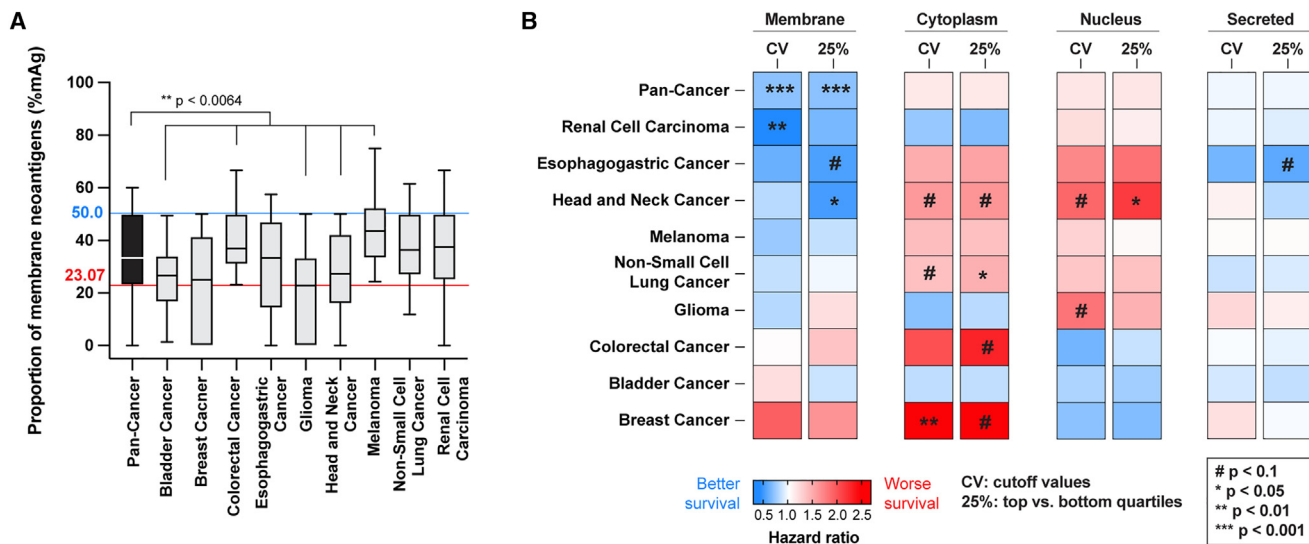 A
Proportion of membrane neoantigens (%mAg)
100
80
60
50.0
40
23.07
20
0
** p < 0.0064
Pan-Cancer
Bladder Cancer
Breast Cacner
Colorectal Cancer
Esophagogastric
Cancer
Glioma
Head and Neck
Cancer
Melanoma
Non-Small Cell
Lung Cancer
Renal Cell
Carcinoma
B
Membrane Cytoplasm Nucleus Secreted
CV 25% CV 25% CV 25% CV 25%
Pan-Cancer *** ***
Renal Cell Carcinoma **
Esophagogastric Cancer # #
Head and Neck Cancer * # # # *
Melanoma
Non-Small Cell
Lung Cancer # *
Glioma #
Colorectal Cancer #
Bladder Cancer
Breast Cancer ** #
Better
survival
Worse
survival
0.5 1.0 1.5 2.0 2.5
Hazard ratio
CV: cutoff values
25%: top vs. bottom quartiles
# p < 0.1
* p < 0.05
** p < 0.01
*** p < 0.001